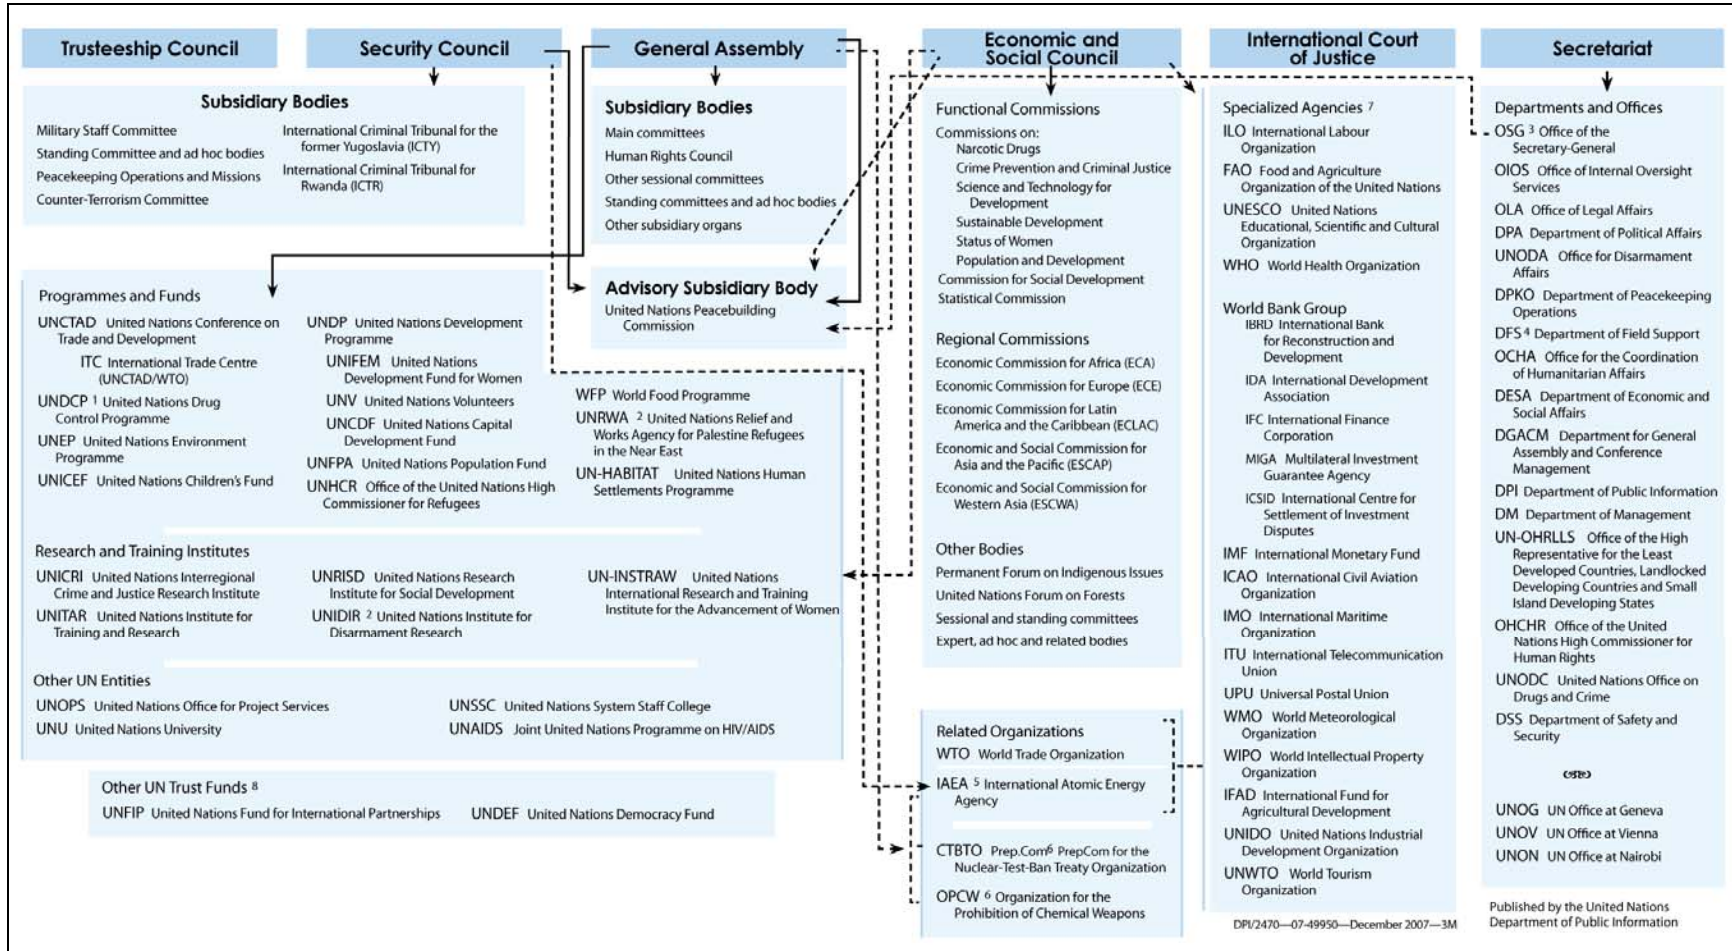 Trusteeship Council
Security Council
General Assembly
Economic and
Social Council
International Court
of Justice
Secretariat
Subsidiary Bodies
Military Staff Committee
Standing Committee and ad hoc bodies
Peacekeeping Operations and Missions
Counter-Terrorism Committee
International Criminal Tribunal for the
former Yugoslavia (ICTY)
International Criminal Tribunal for
Rwanda (ICTR)
Subsidiary Bodies
Main committees
Human Rights Council
Other sessional committees
Standing committees and ad hoc bodies
Other subsidiary organs
Advisory Subsidiary Body
United Nations Peacebuilding
Commission
Programmes and Funds
UNCTAD United Nations Conference on
Trade and Development
ITC International Trade Centre
(UNCTAD/WTO)
UNDCP 1 United Nations Drug
Control Programme
UNEP United Nations Environment
Programme
UNICEF United Nations Children's Fund
UNDP United Nations Development
Programme
UNIFEM United Nations
Development Fund for Women
UNV United Nations Volunteers
UNCDF United Nations Capital
Development Fund
UNFPA United Nations Population Fund
UNHCR Office of the United Nations High
Commissioner for Refugees
WFP World Food Programme
UNRWA 2 United Nations Relief and
Works Agency for Palestine Refugees
in the Near East
UN-HABITAT United Nations Human
Settlements Programme
Research and Training Institutes
UNICRI United Nations Interregional
Crime and Justice Research Institute
UNITAR United Nations Institute for
Training and Research
UNRISD United Nations Research
Institute for Social Development
UNIDIR 2 United Nations Institute for
Disarmament Research
UN-INSTRAW United Nations
International Research and Training
Institute for the Advancement of Women
Other UN Entities
UNOPS United Nations Office for Project Services
UNU United Nations University
UNSSC United Nations System Staff College
UNAIDS Joint United Nations Programme on HIV/AIDS
Other UN Trust Funds 8
UNFIP United Nations Fund for International Partnerships
UNDEF United Nations Democracy Fund
Functional Commissions
Commissions on:
Narcotic Drugs
Crime Prevention and Criminal Justice
Science and Technology for
Development
Sustainable Development
Status of Women
Population and Development
Commission for Social Development
Statistical Commission
Regional Commissions
Economic Commission for Africa (ECA)
Economic Commission for Europe (ECE)
Economic Commission for Latin
America and the Caribbean (ECLAC)
Economic and Social Commission for
Asia and the Pacific (ESCAP)
Economic and Social Commission for
Western Asia (ESCWA)
Other Bodies
Permanent Forum on Indigenous Issues
United Nations Forum on Forests
Sessional and standing committees
Expert, ad hoc and related bodies
Related Organizations
WTO World Trade Organization
IAEA 5 International Atomic Energy
Agency
CTBTO Prep.Com6 PrepCom for the
Nuclear-Test-Ban Treaty Organization
OPCW 6 Organization for the
Prohibition of Chemical Weapons
Specialized Agencies 7
ILO International Labour
Organization
FAO Food and Agriculture
Organization of the United Nations
UNESCO United Nations
Educational, Scientific and Cultural
Organization
WHO World Health Organization
World Bank Group
IBRD International Bank
for Reconstruction and
Development
IDA International Development
Association
IFC International Finance
Corporation
MIGA Multilateral Investment
Guarantee Agency
ICSID International Centre for
Settlement of Investment
Disputes
IMF International Monetary Fund
ICAO International Civil Aviation
Organization
IMO International Maritime
Organization
ITU International Telecommunication
Union
UPU Universal Postal Union
WMO World Meteorological
Organization
WIPO World Intellectual Property
Organization
IFAD International Fund for
Agricultural Development
UNIDO United Nations Industrial
Development Organization
UNWTO World Tourism
Organization
Departments and Offices
OSG 3 Office of the
Secretary-General
OIOS Office of Internal Oversight
Services
OLA Office of Legal Affairs
DPA Department of Political Affairs
UNODA Office for Disarmament
Affairs
DPKO Department of Peacekeeping
Operations
DFS 4 Department of Field Support
OCHA Office for the Coordination
of Humanitarian Affairs
DESA Department of Economic and
Social Affairs
DGACM Department for General
Assembly and Conference
Management
DPI Department of Public Information
DM Department of Management
UN-OHRLLS Office of the High
Representative for the Least
Developed Countries, Landlocked
Developing Countries and Small
Island Developing States
OHCHR Office of the United
Nations High Commissioner for
Human Rights
UNODC United Nations Office on
Drugs and Crime
DSS Department of Safety and
Security
UNOG UN Office at Geneva
UNOV UN Office at Vienna
UNON UN Office at Nairobi
DPI/2470—07-49950—December 2007—3M
Published by the United Nations
Department of Public Information